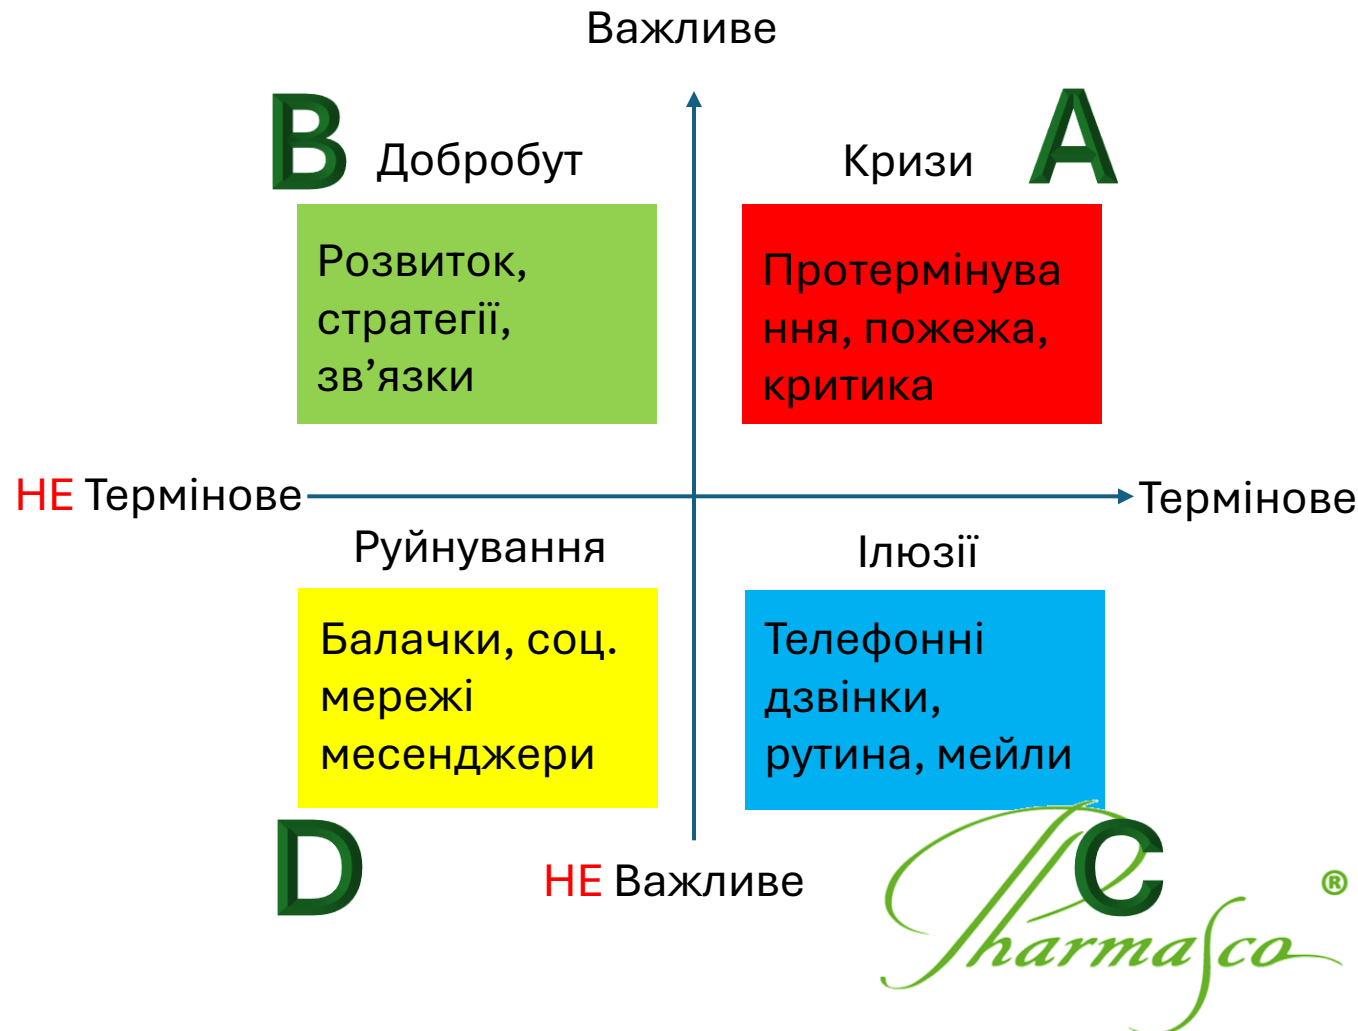 Важливе
B Добробут
Кризи A
Розвиток,
стратегії,
зв’язки
Протермінува
ння, пожежа,
критика
НЕ Термінове
Термінове
Руйнування
Ілюзії
Балачки, соц.
мережі
месенджери
Телефонні
дзвінки,
рутина, мейли
D
НЕ Важливе
C
Pharmasco ®